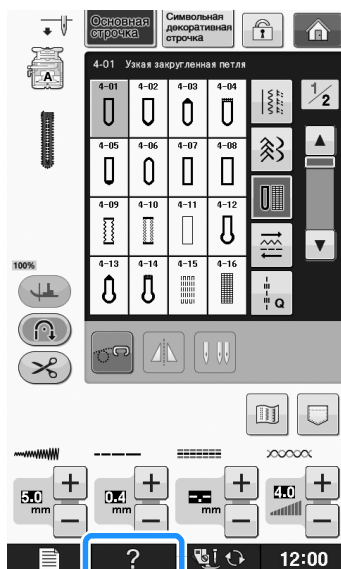 Основная
строчка
Символьная
декоративная
строчка
A
4-01 Узкая закругленная петля
1/2
4-01 4-02 4-03 4-04
4-05 4-06 4-07 4-08
4-09 4-10 4-11 4-12
4-13 4-14 4-15 4-16
Q
100%
5.0 mm
0.4 mm
-.- mm
4.0
+ + + +
− − − −
? 12:00